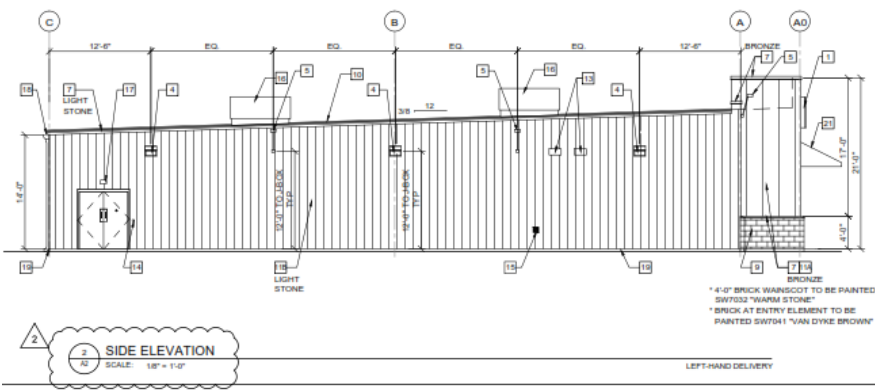 C B A A0
12'-6" EQ. EQ. EQ. EQ. 12'-6"
BRONZE
18 7 17 4 16 5 10 4 5 16 13 4 7 5 1
LIGHT
STONE
3/8 12
21
14'-0"
12'-0" TO J-BOX
TYP.
12'-0" TO J-BOX
TYP.
17'-0"
21'-0"
4'-0"
19 14 11B 15 19 9 7 11A
LIGHT
STONE
BRONZE
* 4'-0" BRICK WAINSCOT TO BE PAINTED
SW7032 "WARM STONE"
* BRICK AT ENTRY ELEMENT TO BE
PAINTED SW7041 "VAN DYKE BROWN"
2
2
A2
SIDE ELEVATION
SCALE: 1/8" = 1'-0"
LEFT-HAND DELIVERY